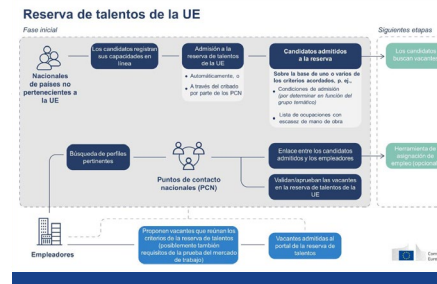 Reserva de talentos de la UE
Fase inicial
Siguientes etapas
Nacionales
de países no
pertenecientes a
la UE
Los candidatos registran
sus capacidades en
línea
Admisión a la
reserva de talentos
de la UE
• Automáticamente, o
• A través del cribado
por parte de los PCN
Candidatos admitidos
a la reserva
Sobre la base de uno o varios de
los criterios acordados, p. ej.,
• Condiciones de admisión
(por determinar en función del
grupo temático)
• Lista de ocupaciones con
escasez de mano de obra
Los candidatos
buscan vacantes
Búsqueda de perfiles
pertinentes
Puntos de contacto
nacionales (PCN)
Enlace entre los candidatos
admitidos y los empleadores
Validan/aprueban las vacantes
en la reserva de talentos de la
UE
Herramienta de
asignación de
empleo (opcional)
Empleadores
Proponen vacantes que reúnan los
criterios de la reserva de talentos
(posiblemente también
requisitos de la prueba del mercado
de trabajo)
Vacantes admitidas al
portal de la reserva de
talentos